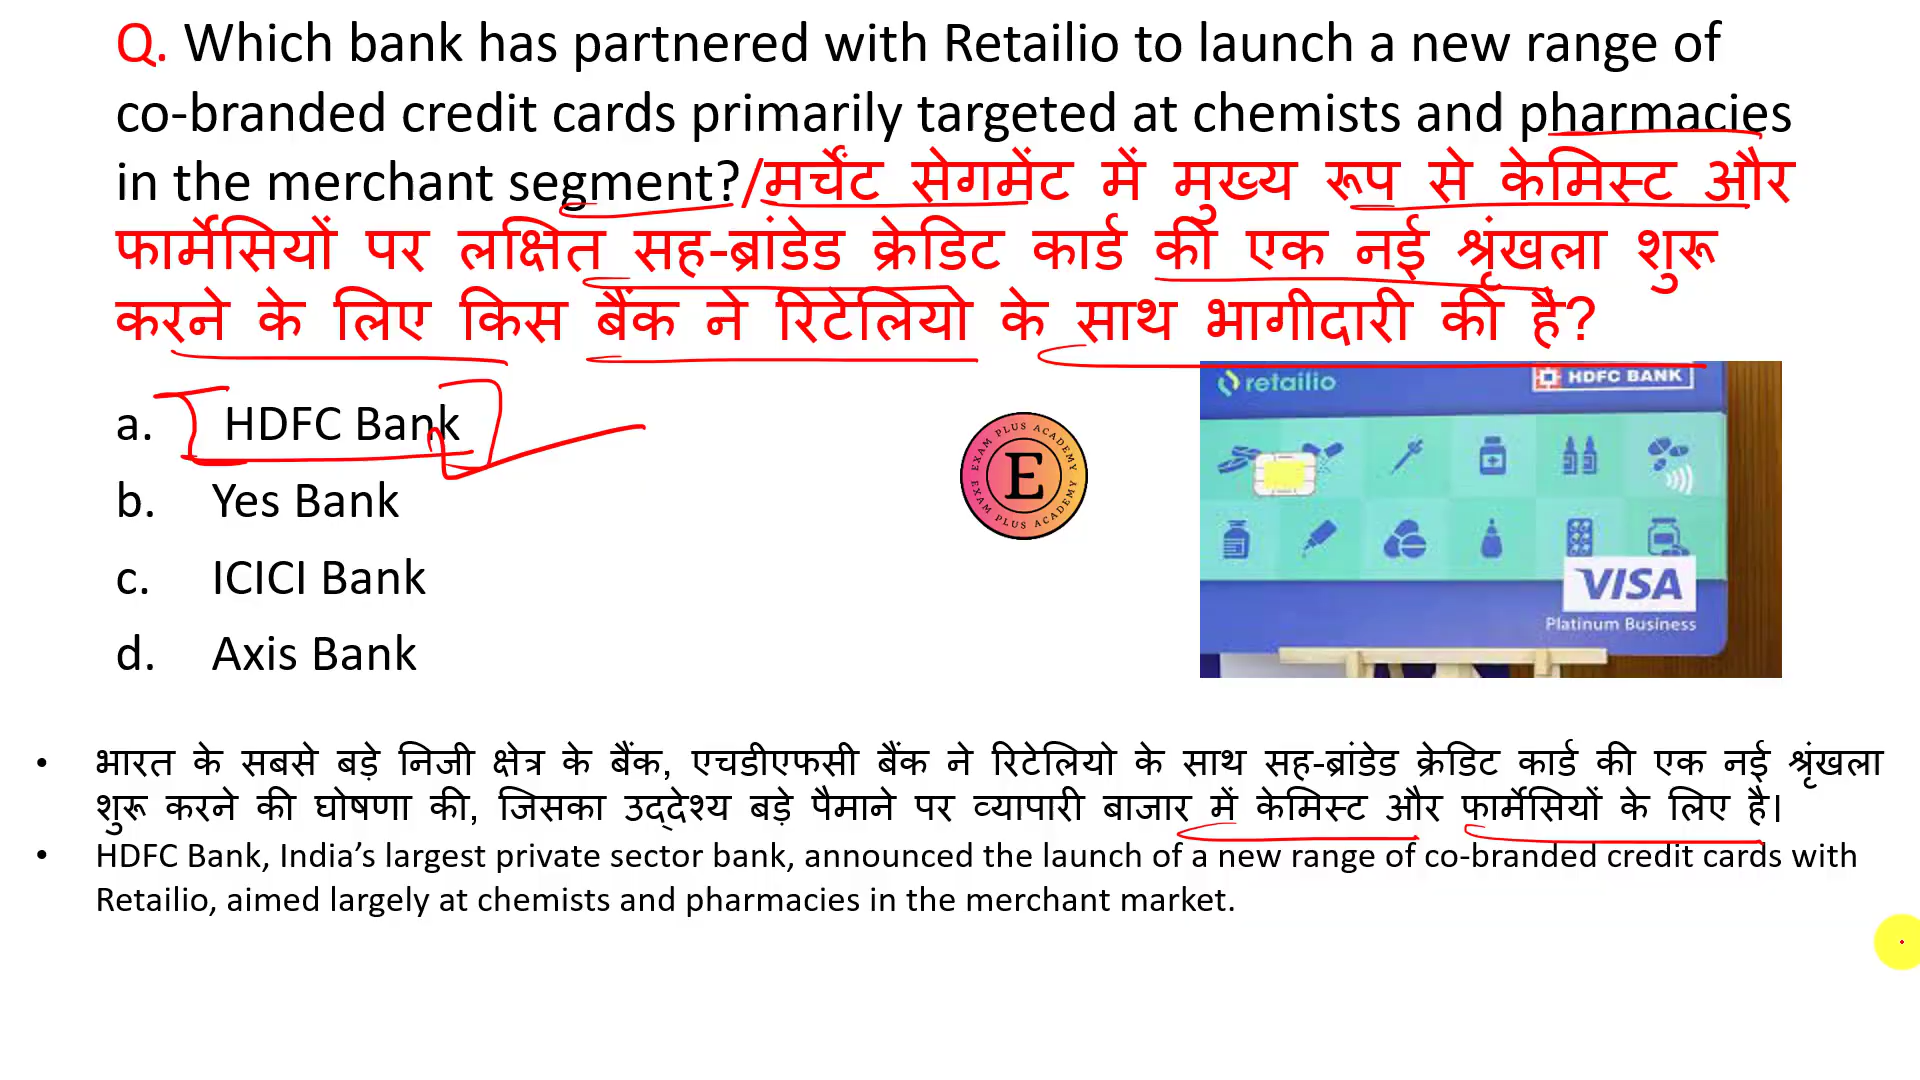 Q. Which bank has partnered with Retailio to launch a new range of
co-branded credit cards primarily targeted at chemists and pharmacies
in the merchant segment?/मर्चेंट सेगमेंट में मुख्य रूप से केमिस्ट और
फार्मेसियों पर लक्षित सह-ब्रांडेड क्रेडिट कार्ड की एक नई श्रृंखला शुरू
करने के लिए किस बैंक ने रिटेलियो के साथ भागीदारी की है?
a. HDFC Bank
b. Yes Bank
c. ICICI Bank
d. Axis Bank
EXAM PLUS ACADEMY
E
EXAM PLUS ACADEMY
retailio
HDFC BANK
VISA
Platinum Business
• भारत के सबसे बड़े निजी क्षेत्र के बैंक, एचडीएफसी बैंक ने रिटेलियो के साथ सह-ब्रांडेड क्रेडिट कार्ड की एक नई श्रृंखला
शुरू करने की घोषणा की, जिसका उद्देश्य बड़े पैमाने पर व्यापारी बाजार में केमिस्ट और फार्मेसियों के लिए है।
• HDFC Bank, India’s largest private sector bank, announced the launch of a new range of co-branded credit cards with
Retailio, aimed largely at chemists and pharmacies in the merchant market.